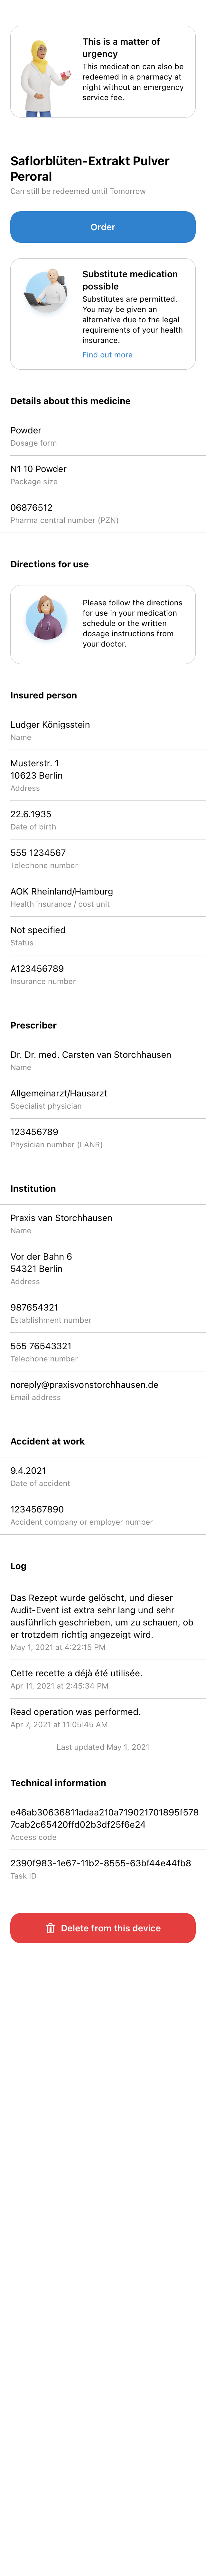 This is a matter of
urgency
This medication can also be
redeemed in a pharmacy at
night without an emergency
service fee.
Saflorblüten-Extrakt Pulver
Peroral
Can still be redeemed until Tomorrow
Order
Substitute medication
possible
Substitutes are permitted.
You may be given an
alternative due to the legal
requirements of your health
insurance.
Find out more
Details about this medicine
Powder
Dosage form
N1 10 Powder
Package size
06876512
Pharma central number (PZN)
Directions for use
Please follow the directions
for use in your medication
schedule or the written
dosage instructions from
your doctor.
Insured person
Ludger Königsstein
Name
Musterstr. 1
10623 Berlin
Address
22.6.1935
Date of birth
555 1234567
Telephone number
AOK Rheinland/Hamburg
Health insurance / cost unit
Not specified
Status
A123456789
Insurance number
Prescriber
Dr. Dr. med. Carsten van Storchhausen
Name
Allgemeinarzt/Hausarzt
Specialist physician
123456789
Physician number (LANR)
Institution
Praxis van Storchhausen
Name
Vor der Bahn 6
54321 Berlin
Address
987654321
Establishment number
555 76543321
Telephone number
noreply@praxisvonstorchhausen.de
Email address
Accident at work
9.4.2021
Date of accident
1234567890
Accident company or employer number
Log
Das Rezept wurde gelöscht, und dieser
Audit-Event ist extra sehr lang und sehr
ausführlich geschrieben, um zu schauen, ob
er trotzdem richtig angezeigt wird.
May 1, 2021 at 4:22:15 PM
Cette recette a déjà été utilisée.
Apr 11, 2021 at 2:45:34 PM
Read operation was performed.
Apr 7, 2021 at 11:05:45 AM
Last updated May 1, 2021
Technical information
e46ab30636811adaa210a719021701895f578
7cab2c65420ffd02b3df25f6e24
Access code
2390f983-1e67-11b2-8555-63bf44e44fb8
Task ID
Delete from this device